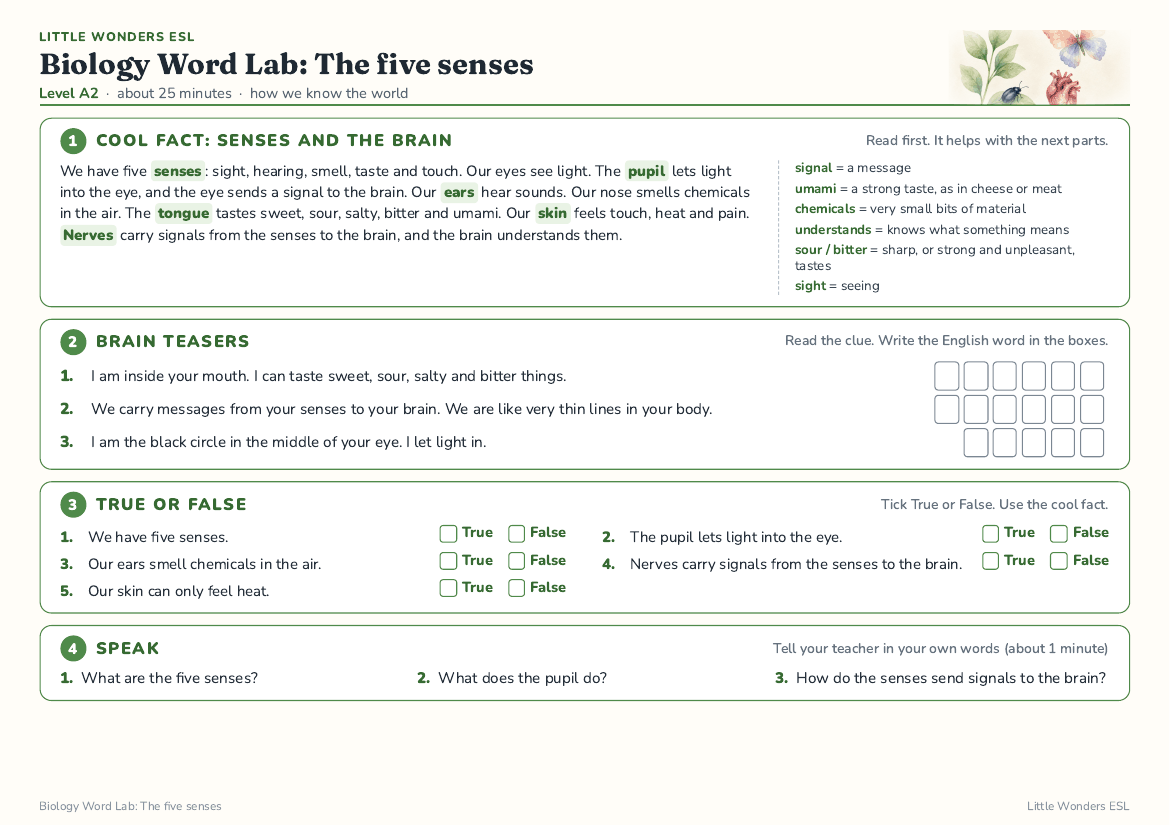 LITTLE WONDERS ESL
Biology Word Lab: The five senses
Level A2 · about 25 minutes · how we know the world
1 COOL FACT: SENSES AND THE BRAIN
Read first. It helps with the next parts.
We have five senses: sight, hearing, smell, taste and touch. Our eyes see light. The pupil lets light
into the eye, and the eye sends a signal to the brain. Our ears hear sounds. Our nose smells chemicals
in the air. The tongue tastes sweet, sour, salty, bitter and umami. Our skin feels touch, heat and pain.
Nerves carry signals from the senses to the brain, and the brain understands them.
signal = a message
umami = a strong taste, as in cheese or meat
chemicals = very small bits of material
understands = knows what something means
sour / bitter = sharp, or strong and unpleasant,
tastes
sight = seeing
2 BRAIN TEASERS
Read the clue. Write the English word in the boxes.
1. I am inside your mouth. I can taste sweet, sour, salty and bitter things.
2. We carry messages from your senses to your brain. We are like very thin lines in your body.
3. I am the black circle in the middle of your eye. I let light in.
3 TRUE OR FALSE
Tick True or False. Use the cool fact.
1. We have five senses. True False
2. The pupil lets light into the eye. True False
3. Our ears smell chemicals in the air. True False
4. Nerves carry signals from the senses to the brain. True False
5. Our skin can only feel heat. True False
4 SPEAK
Tell your teacher in your own words (about 1 minute)
1. What are the five senses?
2. What does the pupil do?
3. How do the senses send signals to the brain?
Biology Word Lab: The five senses
Little Wonders ESL